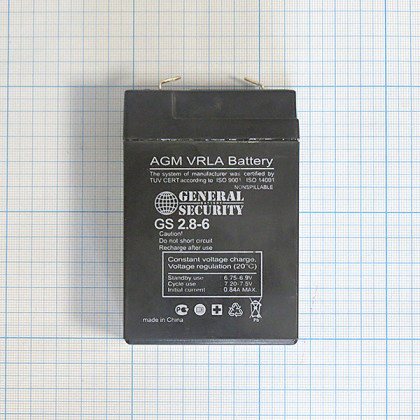 AGM VRLA Battery
The system of manufacturer was certified by
TUV CERT according to ISO 9001 ISO 14001
NONSPILLABLE
GENERAL
SECURITY
GS 2.8-6
Caution!
Do not short circuit
Recharge after use
Constant voltage charge.
Voltage regulation (20°C)
Standby use 6.75-6.9V
Cycle use 7.20-7.5V
Initial current 0.84A MAX
Pb
made in China